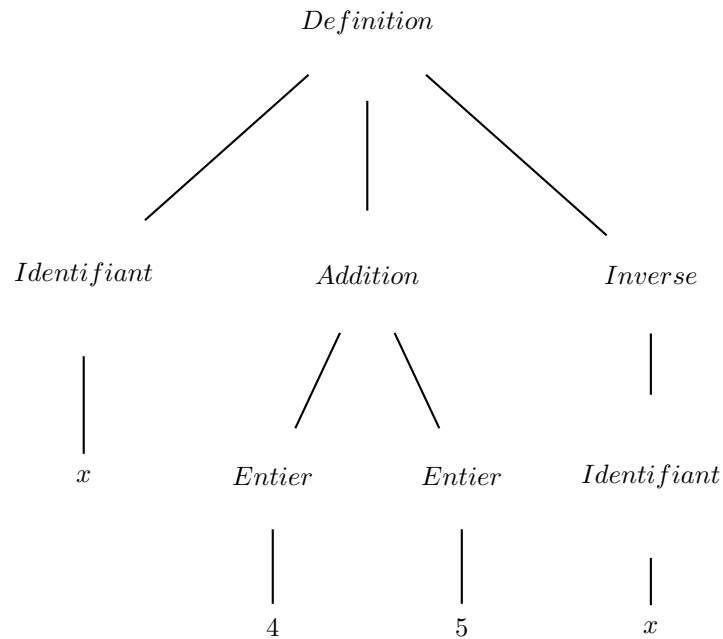 Definition
Identifiant Addition Inverse
x Entier Entier Identifiant
4 5 x